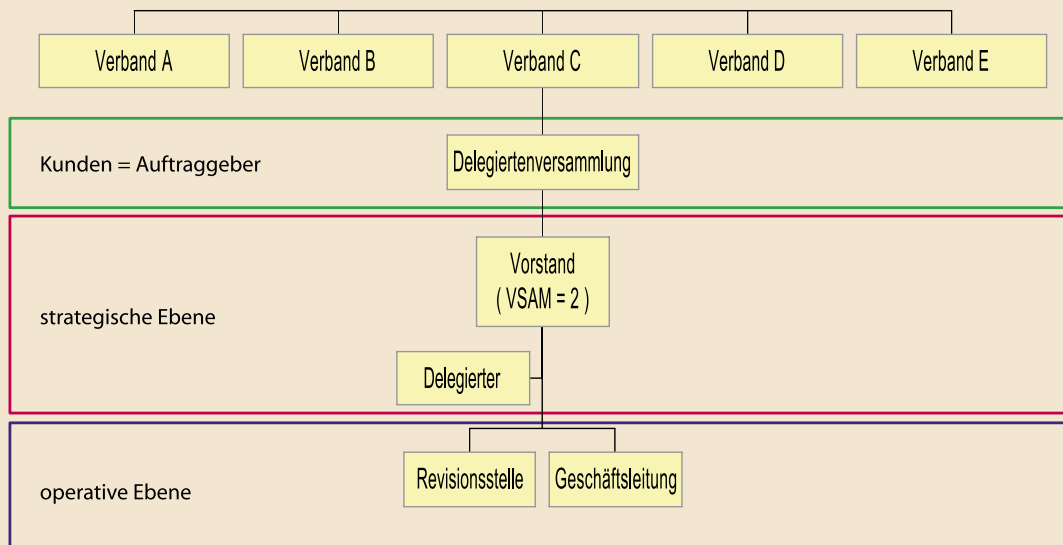 Verband A
Verband B
Verband C
Verband D
Verband E
Kunden = Auftraggeber
Delegiertenversammlung
strategische Ebene
Vorstand
( VSAM = 2 )
Delegierter
operative Ebene
Revisionsstelle
Geschäftsleitung